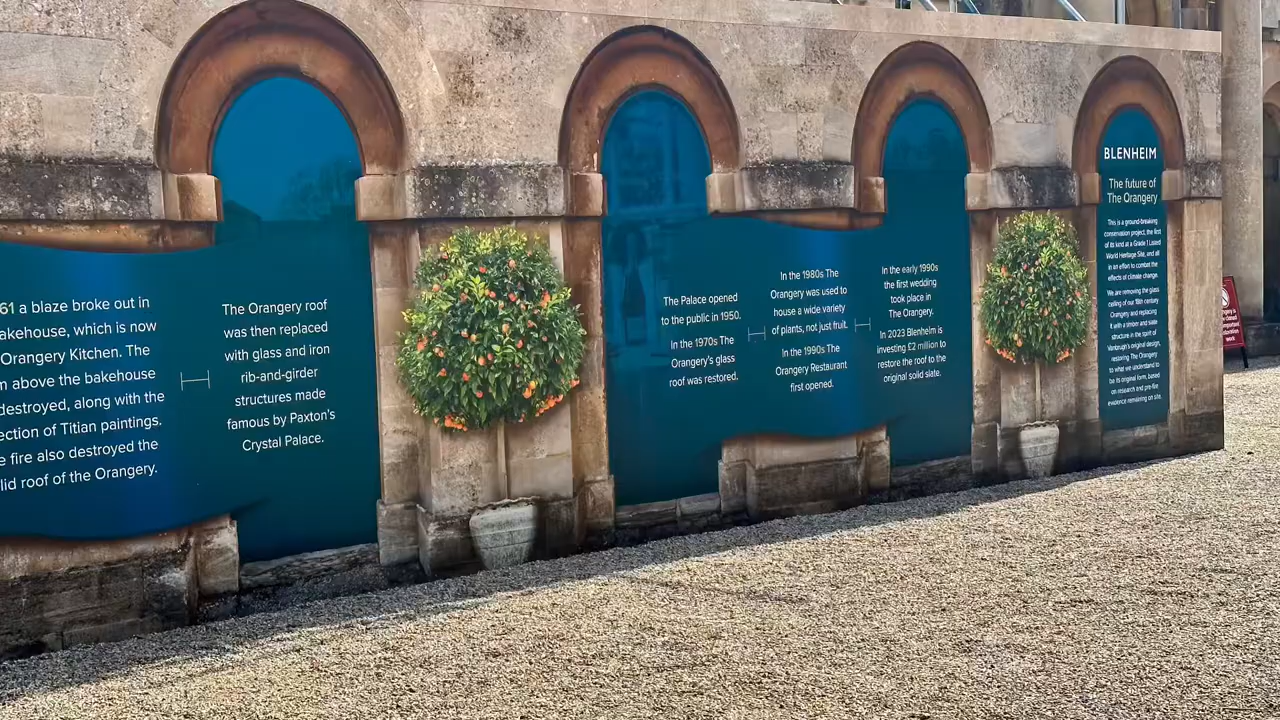 61 a blaze broke out in
akehouse, which is now
Orangery Kitchen. The
m above the bakehouse
destroyed, along with the
ection of Titian paintings.
e fire also destroyed the
lid roof of the Orangery.
The Orangery roof
was then replaced
with glass and iron
rib-and-girder
structures made
famous by Paxton's
Crystal Palace.
The Palace opened
to the public in 1950.
In the 1970s The
Orangery's glass
roof was restored.
In the 1980s The
Orangery was used to
house a wide variety
of plants, not just fruit.
In the 1990s The
Orangery Restaurant
first opened.
In the early 1990s
the first wedding
took place in
The Orangery.
In 2023 Blenheim is
investing £2 million to
restore the roof to the
original solid slate.
BLENHEIM
The future of
The Orangery
This is a ground-breaking
conservation project, the first
of its kind at a Grade 1 Listed
World Heritage Site, and all
in an effort to combat the
effects of climate change.
We are removing the glass
ceiling of our 18th century
Orangery and replacing
it with a timber and slate
structure in the spirit of
Vanbrugh's original design,
restoring The Orangery
to what we understand to
be its original form, based
on research and pre-fire
evidence remaining on site.